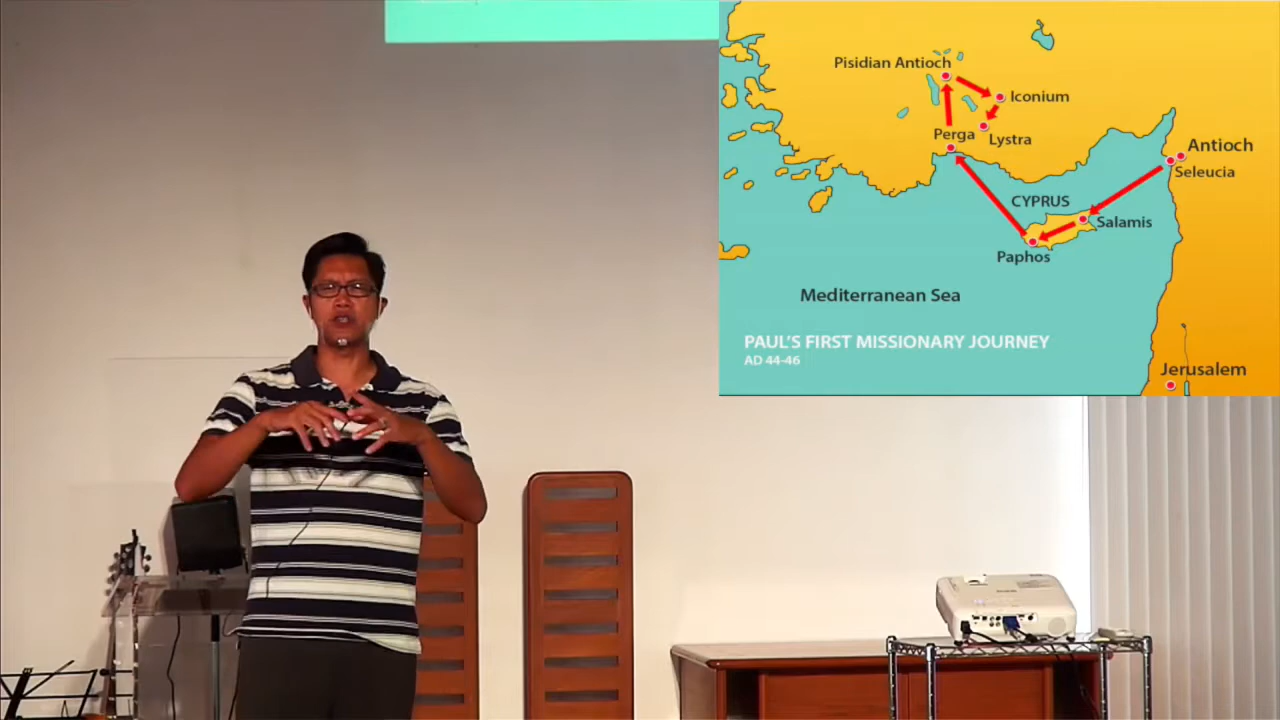 Pisidian Antioch
Iconium
Perga
Lystra
Antioch
Seleucia
CYPRUS
Salamis
Paphos
Mediterranean Sea
PAUL'S FIRST MISSIONARY JOURNEY
AD 44-46
Jerusalem